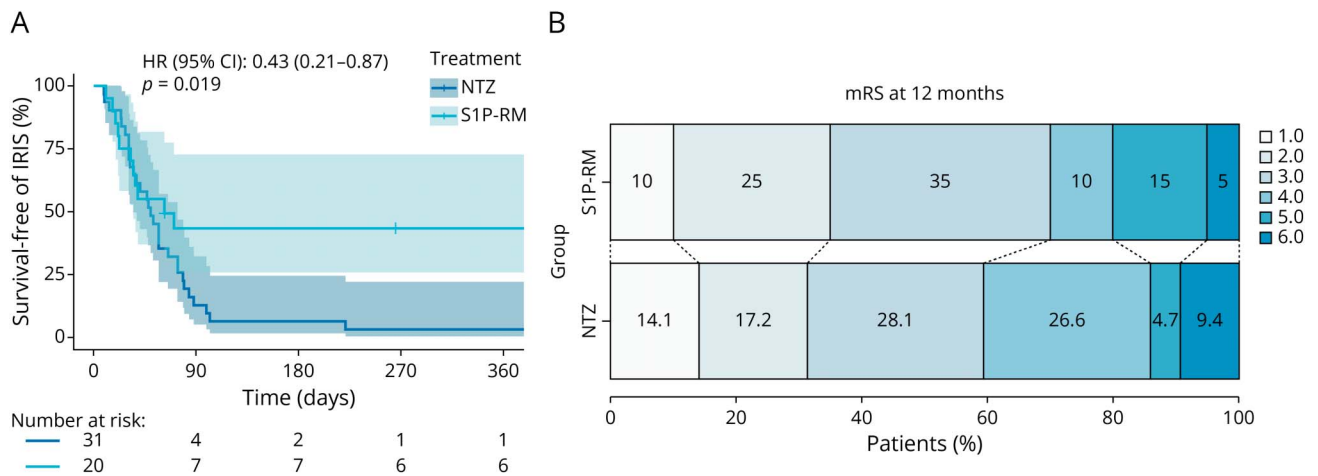 A
HR (95% CI): 0.43 (0.21–0.87)
p = 0.019
Treatment
NTZ
S1P-RM
Survival-free of IRIS (%)
100
75
50
25
0
0 90 180 270 360
Time (days)
Number at risk:
31 4 2 1 1
20 7 7 6 6
B
mRS at 12 months
Group
S1P-RM
10 25 35 10 15 5
NTZ
14.1 17.2 28.1 26.6 4.7 9.4
0 20 40 60 80 100
Patients (%)
1.0
2.0
3.0
4.0
5.0
6.0